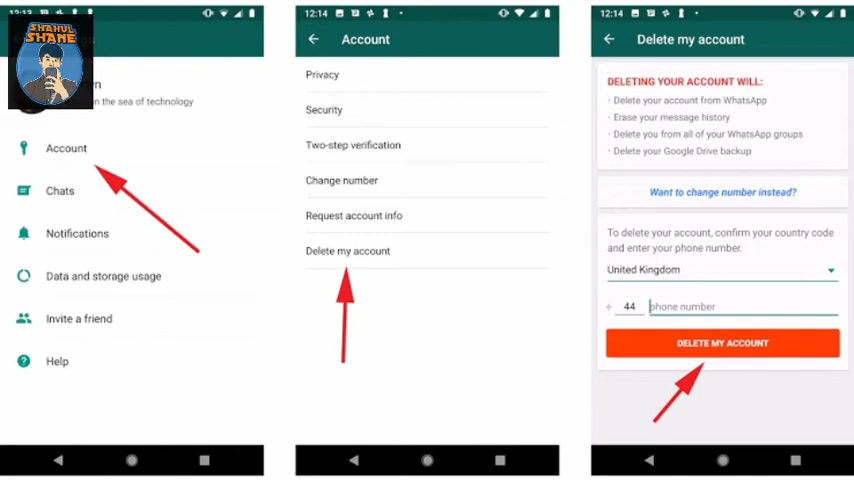 SHAHUL
SHANE
in the sea of technology
Account
Chats
Notifications
Data and storage usage
Invite a friend
Help
12:14
Account
Privacy
Security
Two-step verification
Change number
Request account info
Delete my account
12:14
Delete my account
DELETING YOUR ACCOUNT WILL:
· Delete your account from WhatsApp
· Erase your message history
· Delete you from all of your WhatsApp groups
· Delete your Google Drive backup
Want to change number instead?
To delete your account, confirm your country code
and enter your phone number.
United Kingdom
+ 44 phone number
DELETE MY ACCOUNT